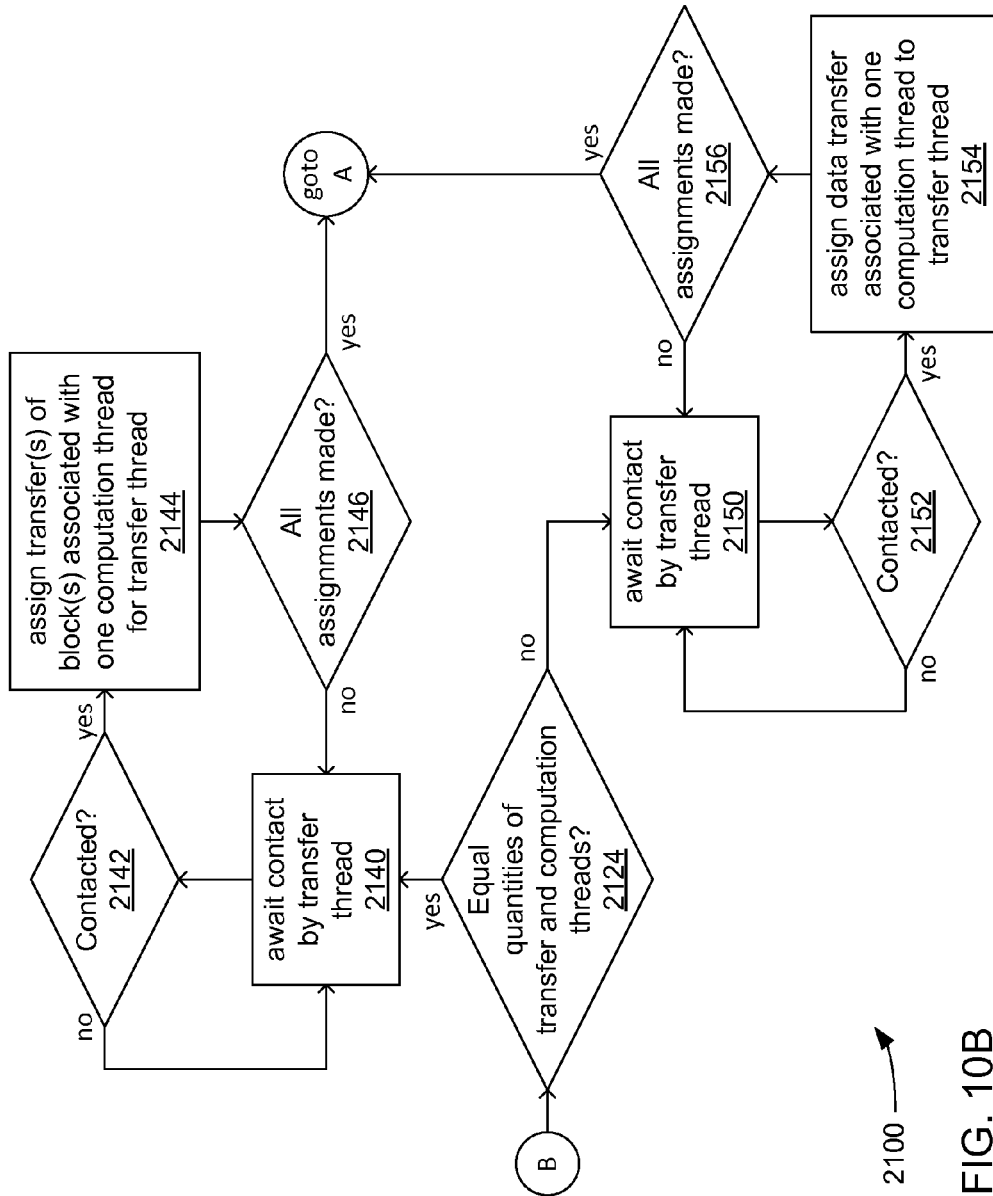 B
Equal
quantities of
transfer and computation
threads?
2124
yes
no
await contact
by transfer
thread
2140
Contacted?
2142
no
yes
assign transfer(s) of
block(s) associated with
one computation thread
for transfer thread
2144
All
assignments made?
2146
no
yes
goto
A
await contact
by transfer
thread
2150
Contacted?
2152
no
yes
assign data transfer
associated with one
computation thread to
transfer thread
2154
All
assignments made?
2156
no
yes
2100
FIG. 10B